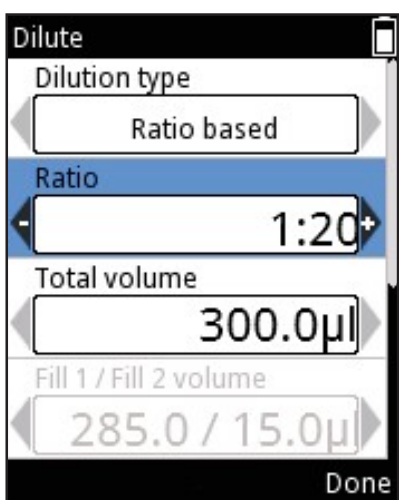 Dilute
Dilution type
Ratio based
Ratio
- 1:20 +
Total volume
300.0µl
Fill 1 / Fill 2 volume
285.0 / 15.0µl
Done